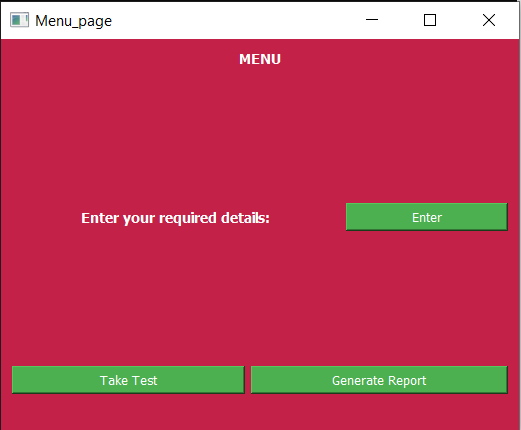 Menu_page
MENU
Enter your required details:
Enter
Take Test
Generate Report